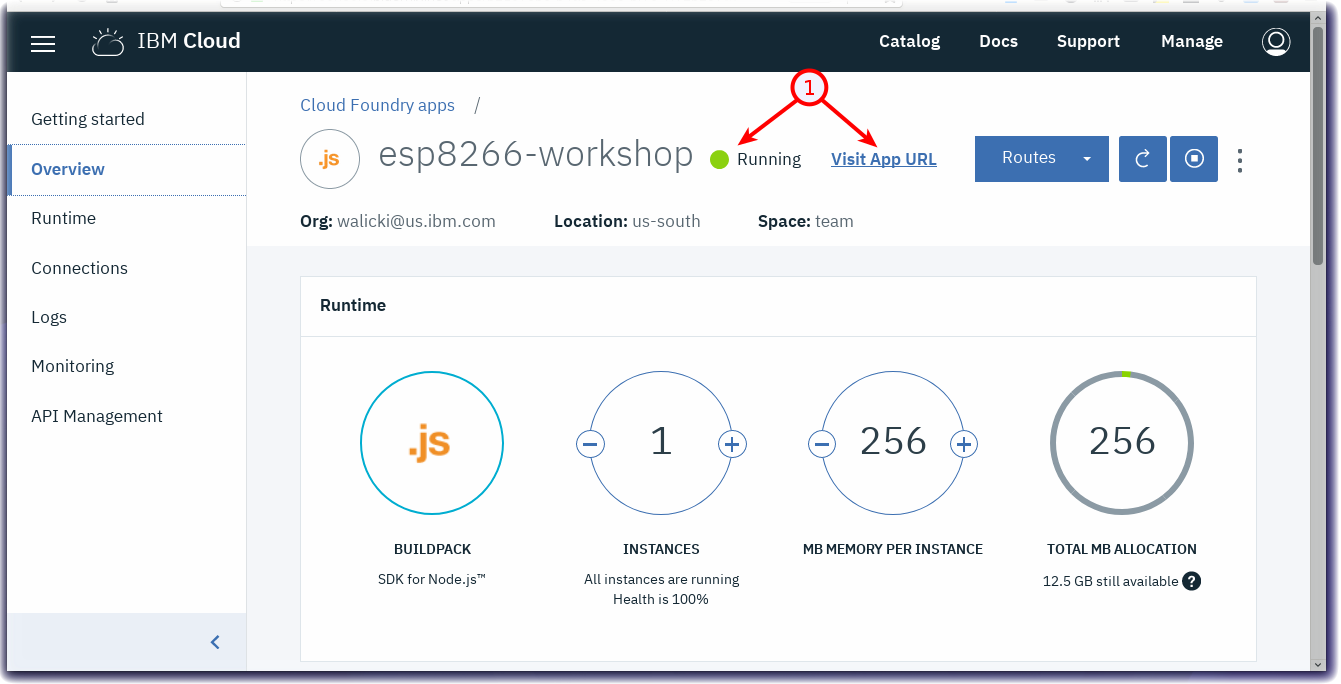 IBM Cloud
Catalog Docs Support Manage
Getting started
Overview
Runtime
Connections
Logs
Monitoring
API Management
Cloud Foundry apps /
1
.js esp8266-workshop Running Visit App URL Routes
Org: walicki@us.ibm.com Location: us-south Space: team
Runtime
.js 1 256 256
BUILDPACK INSTANCES MB MEMORY PER INSTANCE TOTAL MB ALLOCATION
SDK for Node.js™ All instances are running 12.5 GB still available ?
Health is 100%